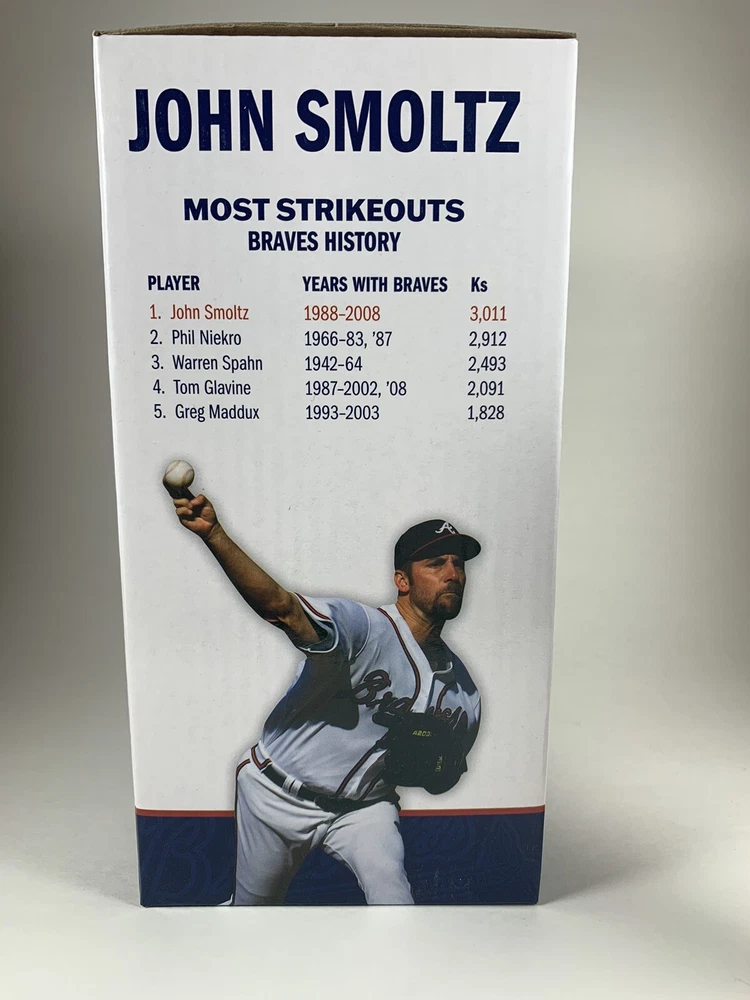 JOHN SMOLTZ
MOST STRIKEOUTS
BRAVES HISTORY
PLAYER YEARS WITH BRAVES Ks
1. John Smoltz 1988–2008 3,011
2. Phil Niekro 1966–83, '87 2,912
3. Warren Spahn 1942–64 2,493
4. Tom Glavine 1987–2002, '08 2,091
5. Greg Maddux 1993–2003 1,828
A
Braves